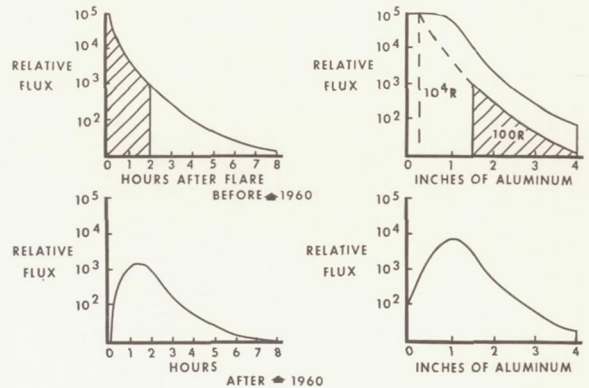 RELATIVE FLUX
10⁵
10⁴
10³
10²
0 1 2 3 4 5 6 7 8
HOURS AFTER FLARE
RELATIVE FLUX
10⁵
10⁴
10³
10²
10⁴R
100R
0 1 2 3 4
INCHES OF ALUMINUM
BEFORE 1960
RELATIVE FLUX
10⁵
10⁴
10³
10²
0 1 2 3 4 5 6 7 8
HOURS
RELATIVE FLUX
10⁵
10⁴
10³
10²
0 1 2 3 4
INCHES OF ALUMINUM
AFTER 1960